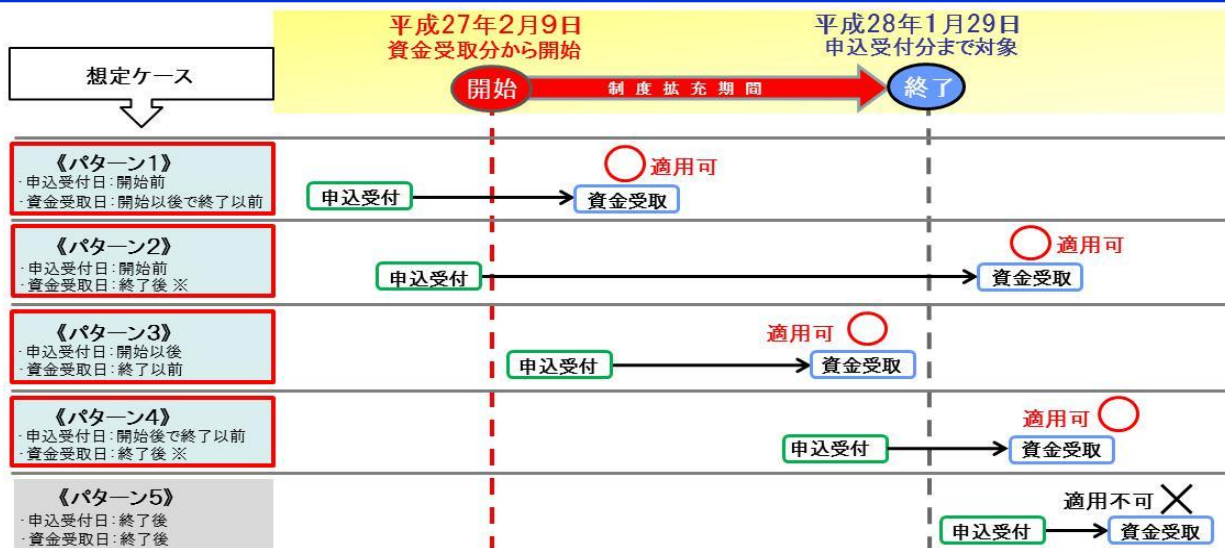 平成27年2月9日
資金受取分から開始
平成28年1月29日
申込受付分まで対象
想定ケース
開始
制度拡充期間
終了
《パターン1》
・申込受付日:開始前
・資金受取日:開始以後で終了以前
申込受付
資金受取
適用可
《パターン2》
・申込受付日:開始前
・資金受取日:終了後 ※
申込受付
資金受取
適用可
《パターン3》
・申込受付日:開始以後
・資金受取日:終了以前
申込受付
資金受取
適用可
《パターン4》
・申込受付日:開始後で終了以前
・資金受取日:終了後 ※
申込受付
資金受取
適用可
《パターン5》
・申込受付日:終了後
・資金受取日:終了後
適用不可
申込受付
資金受取